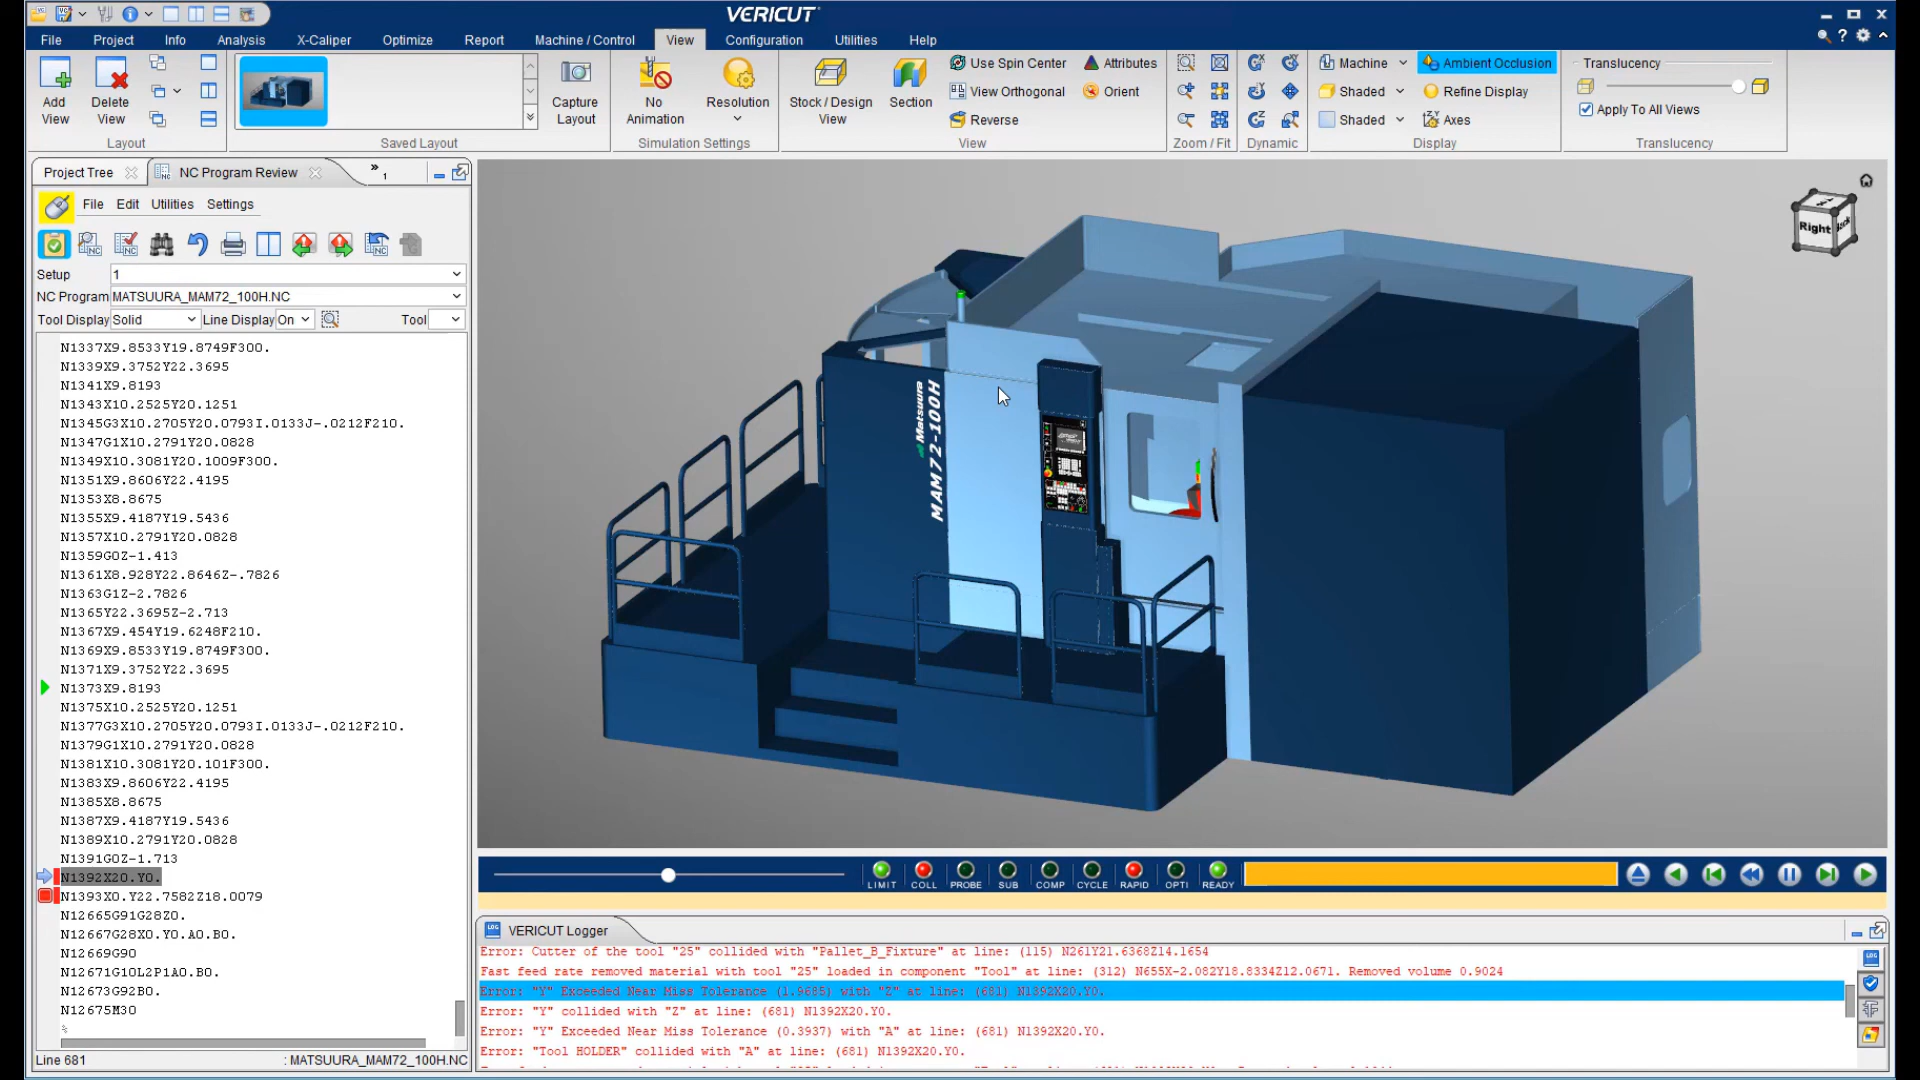 VERICUT
File Project Info Analysis X-Caliper Optimize Report Machine / Control View Configuration Utilities Help
Add View
Delete View
Layout
Saved Layout
Capture Layout
No Animation
Resolution
Simulation Settings
Stock / Design View
Section
Use Spin Center
View Orthogonal
Reverse
Attributes
Orient
View
Zoom / Fit
Dynamic
Machine
Shaded
Shaded
Ambient Occlusion
Refine Display
Axes
Display
Translucency
Apply To All Views
Translucency
Project Tree NC Program Review »1
File Edit Utilities Settings
Setup 1
NC Program MATSUURA_MAM72_100H.NC
Tool Display Solid Line Display On Tool
N1337X9.8533Y19.8749F300.
N1339X9.3752Y22.3695
N1341X9.8193
N1343X10.2525Y20.1251
N1345G3X10.2705Y20.0793I.0133J-.0212F210.
N1347G1X10.2791Y20.0828
N1349X10.3081Y20.1009F300.
N1351X9.8606Y22.4195
N1353X8.8675
N1355X9.4187Y19.5436
N1357X10.2791Y20.0828
N1359G0Z-1.413
N1361X8.928Y22.8646Z-.7826
N1363G1Z-2.7826
N1365Y22.3695Z-2.713
N1367X9.454Y19.6248F210.
N1369X9.8533Y19.8749F300.
N1371X9.3752Y22.3695
N1373X9.8193
N1375X10.2525Y20.1251
N1377G3X10.2705Y20.0793I.0133J-.0212F210.
N1379G1X10.2791Y20.0828
N1381X10.3081Y20.101F300.
N1383X9.8606Y22.4195
N1385X8.8675
N1387X9.4187Y19.5436
N1389X10.2791Y20.0828
N1391G0Z-1.713
N1392X20.Y0.
N1393X0.Y22.7582Z18.0079
N12665G91G28Z0.
N12667G28X0.Y0.A0.B0.
N12669G90
N12671G10L2P1A0.B0.
N12673G92B0.
N12675M30
%
Line 681 : MATSUURA_MAM72_100H.NC
Right
Back
Matsuura
MAM72-100H
LIMIT COLL PROBE SUB COMP CYCLE RAPID OPTI READY
VERICUT Logger
Error: Cutter of the tool "25" collided with "Pallet_B_Fixture" at line: (115) N261Y21.6368Z14.1654
Fast feed rate removed material with tool "25" loaded in component "Tool" at line: (312) N655X-2.082Y18.8334Z12.0671. Removed volume 0.9024
Error: "Y" Exceeded Near Miss Tolerance (1.9685) with "Z" at line: (681) N1392X20.Y0.
Error: "Y" collided with "Z" at line: (681) N1392X20.Y0.
Error: "Y" Exceeded Near Miss Tolerance (0.3937) with "A" at line: (681) N1392X20.Y0.
Error: "Tool HOLDER" collided with "A" at line: (681) N1392X20.Y0.